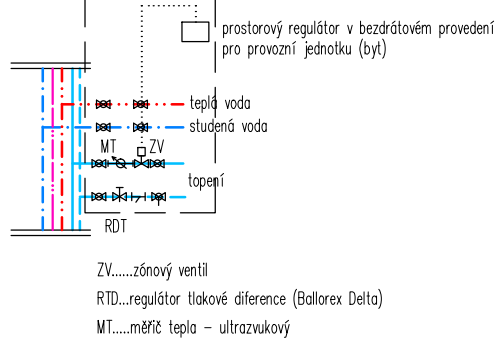 prostorový regulátor v bezdrátovém provedení
pro provozní jednotku (byt)
teplá voda
studená voda
MT
ZV
topení
RDT
ZV......zónový ventil
RTD...regulátor tlakové diference (Ballorex Delta)
MT.....měřič tepla – ultrazvukový